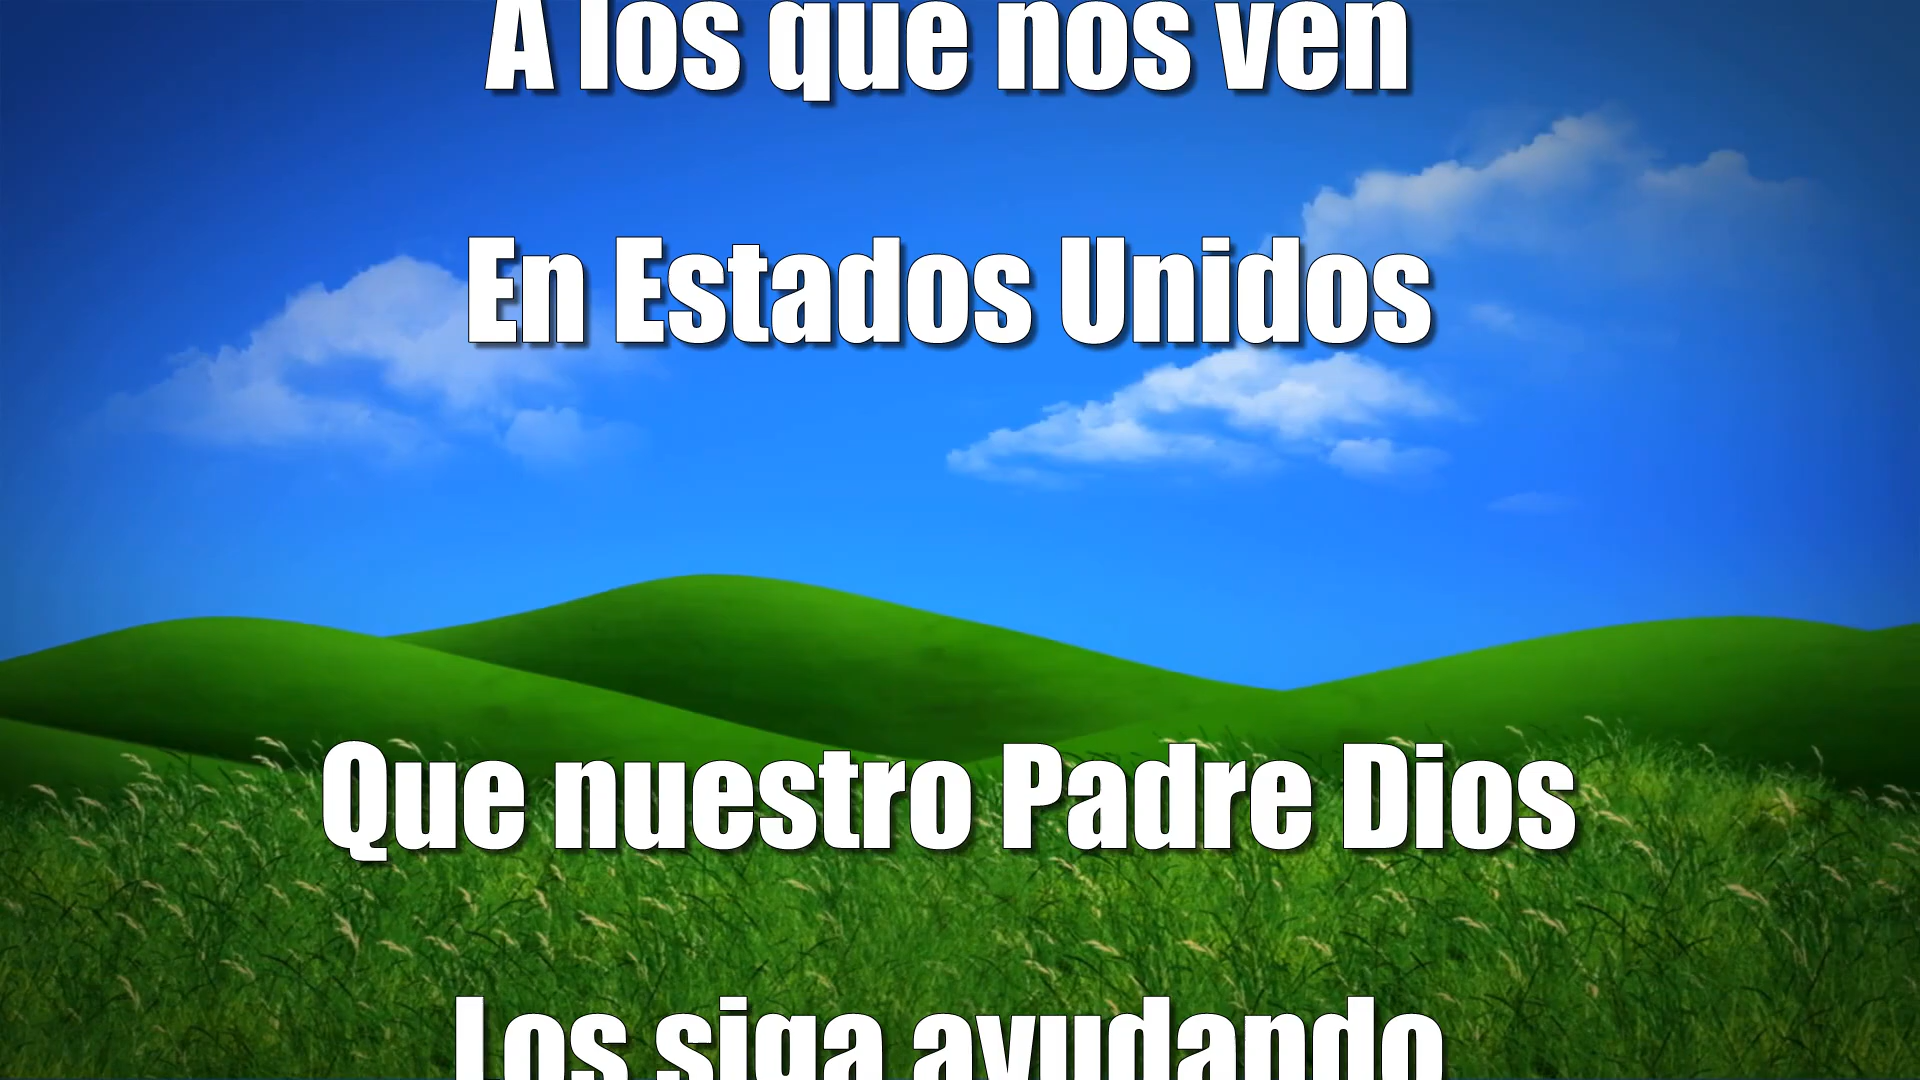 A los que nos ven
En Estados Unidos
Que nuestro Padre Dios
Los siga ayudando